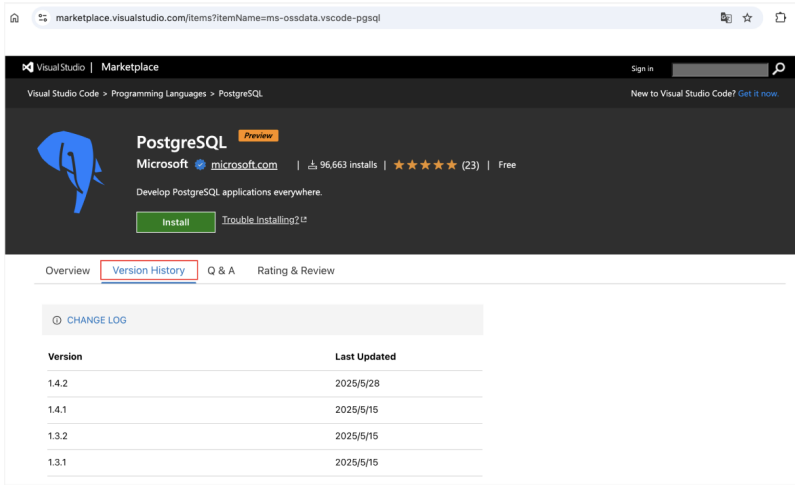 marketplace.visualstudio.com/items?itemName=ms-ossdata.vscode-pgsql
Visual Studio | Marketplace
Sign in
Visual Studio Code > Programming Languages > PostgreSQL
New to Visual Studio Code? Get it now.
PostgreSQL Preview
Microsoft microsoft.com | 96,663 installs | (23) | Free
Develop PostgreSQL applications everywhere.
Install Trouble Installing?
Overview Version History Q & A Rating & Review
CHANGE LOG
Version Last Updated
1.4.2 2025/5/28
1.4.1 2025/5/15
1.3.2 2025/5/15
1.3.1 2025/5/15